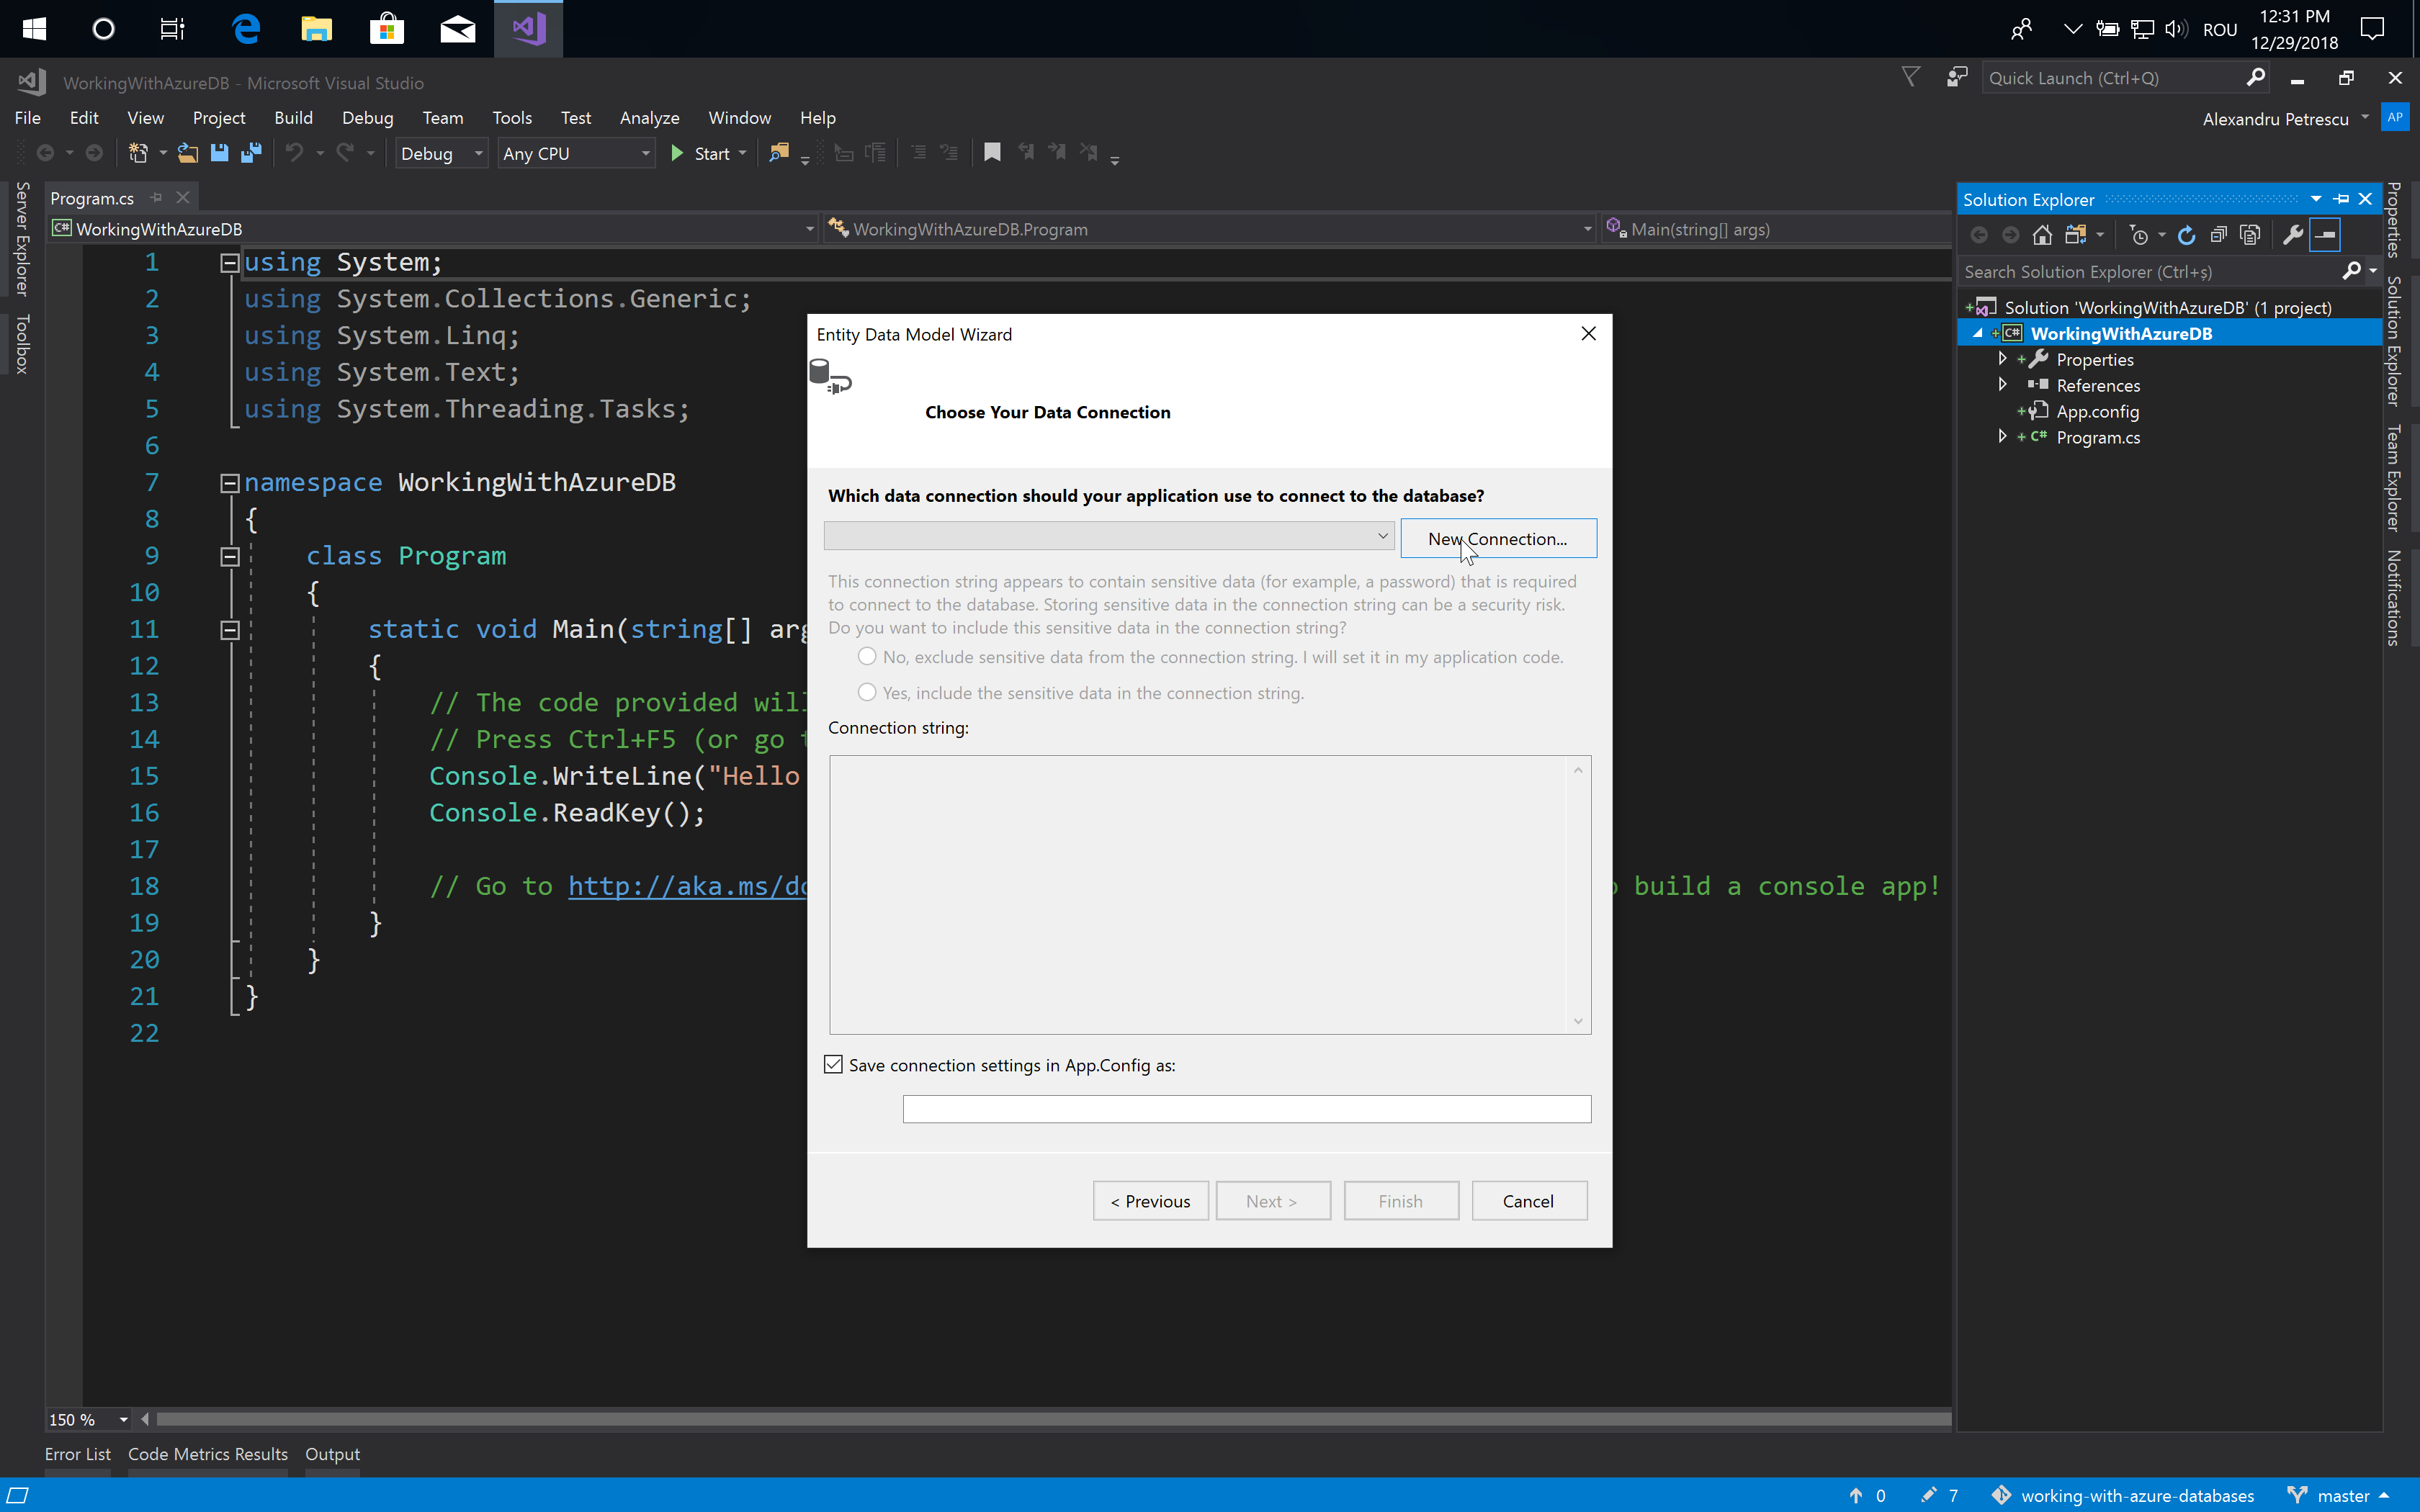 ROU
12:31 PM
12/29/2018
WorkingWithAzureDB - Microsoft Visual Studio
Quick Launch (Ctrl+Q)
File Edit View Project Build Debug Team Tools Test Analyze Window Help
Alexandru Petrescu
AP
Debug
Any CPU
Start
Server Explorer
Toolbox
Program.cs
WorkingWithAzureDB
WorkingWithAzureDB.Program
Main(string[] args)
1 using System;
2 using System.Collections.Generic;
3 using System.Linq;
4 using System.Text;
5 using System.Threading.Tasks;
6
7 namespace WorkingWithAzureDB
8 {
9 class Program
10 {
11 static void Main(string[] arg
12 {
13 // The code provided will
14 // Press Ctrl+F5 (or go t
15 Console.WriteLine("Hello
16 Console.ReadKey();
17
18 // Go to http://aka.ms/do build a console app!
19 }
20 }
21 }
22
Entity Data Model Wizard
Choose Your Data Connection
Which data connection should your application use to connect to the database?
New Connection...
This connection string appears to contain sensitive data (for example, a password) that is required
to connect to the database. Storing sensitive data in the connection string can be a security risk.
Do you want to include this sensitive data in the connection string?
No, exclude sensitive data from the connection string. I will set it in my application code.
Yes, include the sensitive data in the connection string.
Connection string:
Save connection settings in App.Config as:
< Previous
Next >
Finish
Cancel
Solution Explorer
Search Solution Explorer (Ctrl+ș)
Solution 'WorkingWithAzureDB' (1 project)
WorkingWithAzureDB
Properties
References
App.config
Program.cs
Properties
Solution Explorer
Team Explorer
Notifications
150 %
Error List Code Metrics Results Output
0
7
working-with-azure-databases
master